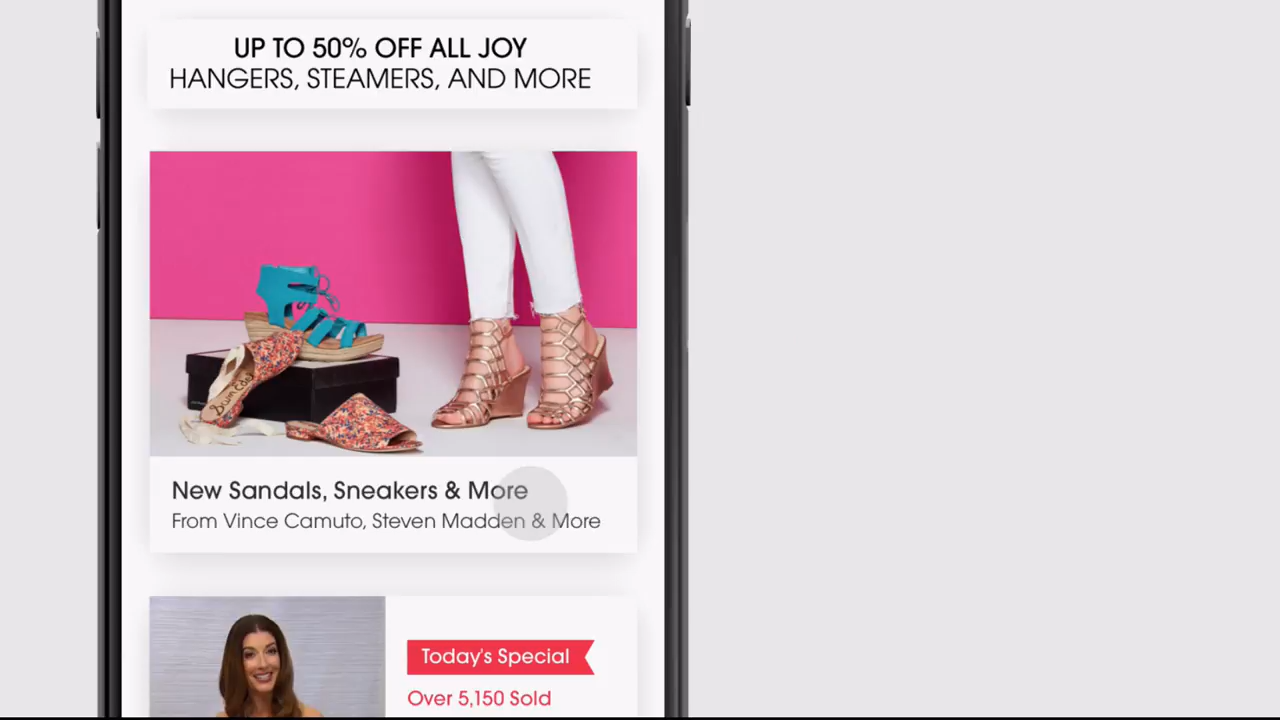 UP TO 50% OFF ALL JOY
HANGERS, STEAMERS, AND MORE
New Sandals, Sneakers & More
From Vince Camuto, Steven Madden & More
Today's Special
Over 5,150 Sold